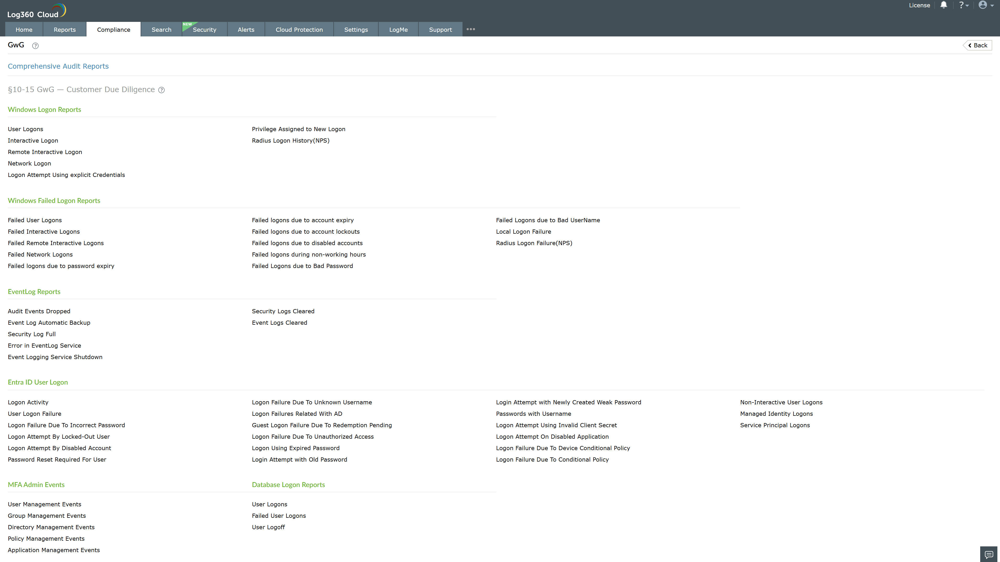 Log360 Cloud
License
?
Home
Reports
Compliance
Search
NEW
Security
Alerts
Cloud Protection
Settings
LogMe
Support
GwG
?
Back
Comprehensive Audit Reports
§10-15 GwG — Customer Due Diligence ?
Windows Logon Reports
User Logons
Interactive Logon
Remote Interactive Logon
Network Logon
Logon Attempt Using explicit Credentials
Privilege Assigned to New Logon
Radius Logon History(NPS)
Windows Failed Logon Reports
Failed User Logons
Failed Interactive Logons
Failed Remote Interactive Logons
Failed Network Logons
Failed logons due to password expiry
Failed logons due to account expiry
Failed logons due to account lockouts
Failed logons due to disabled accounts
Failed logons during non-working hours
Failed Logons due to Bad Password
Failed Logons due to Bad UserName
Local Logon Failure
Radius Logon Failure(NPS)
EventLog Reports
Audit Events Dropped
Event Log Automatic Backup
Security Log Full
Error in EventLog Service
Event Logging Service Shutdown
Security Logs Cleared
Event Logs Cleared
Entra ID User Logon
Logon Activity
User Logon Failure
Logon Failure Due To Incorrect Password
Logon Attempt By Locked-Out User
Logon Attempt By Disabled Account
Password Reset Required For User
Logon Failure Due To Unknown Username
Logon Failures Related With AD
Guest Logon Failure Due To Redemption Pending
Logon Failure Due To Unauthorized Access
Logon Using Expired Password
Login Attempt with Old Password
Login Attempt with Newly Created Weak Password
Passwords with Username
Logon Attempt Using Invalid Client Secret
Logon Attempt On Disabled Application
Logon Failure Due To Device Conditional Policy
Logon Failure Due To Conditional Policy
Non-Interactive User Logons
Managed Identity Logons
Service Principal Logons
MFA Admin Events
User Management Events
Group Management Events
Directory Management Events
Policy Management Events
Application Management Events
Database Logon Reports
User Logons
Failed User Logons
User Logoff